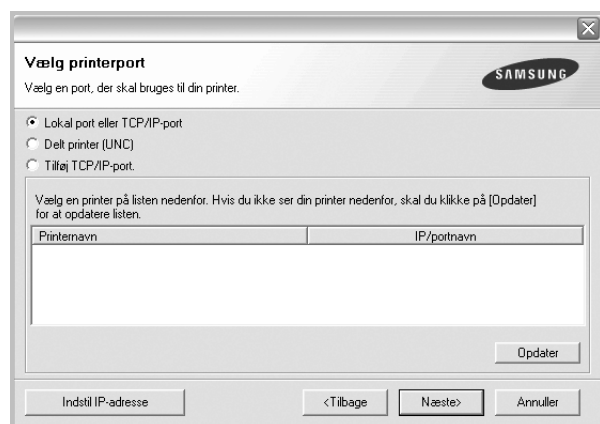 Vælg printerport
Vælg en port, der skal bruges til din printer.
SAMSUNG
Lokal port eller TCP/IP-port
Delt printer (UNC)
Tilføj TCP/IP-port.
Vælg en printer på listen nedenfor. Hvis du ikke ser din printer nedenfor, skal du klikke på [Opdater]
for at opdatere listen.
Printernavn IP/portnavn
Opdater
Indstil IP-adresse <Tilbage Næste> Annuller